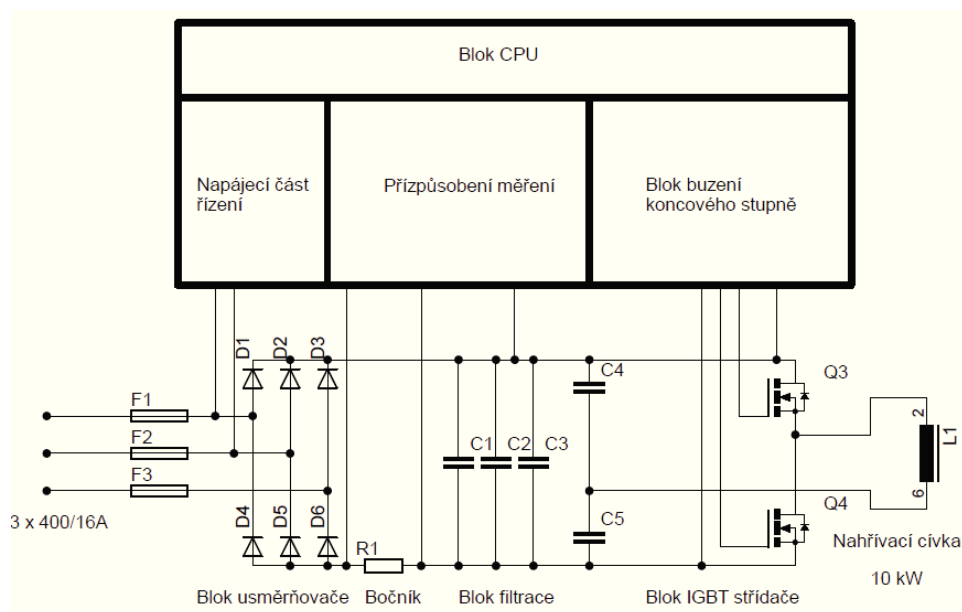 Blok CPU
Napájecí část
řízení
Přízpůsobení měření
Blok buzení
koncového stupně
D1
D2
D3
F1
F2
F3
3 x 400/16A
D4
D5
D6
R1
C1
C2
C3
C4
C5
Q3
Q4
2
L1
6
Nahřívací cívka
10 kW
Blok usměrňovače
Bočník
Blok filtrace
Blok IGBT střídače